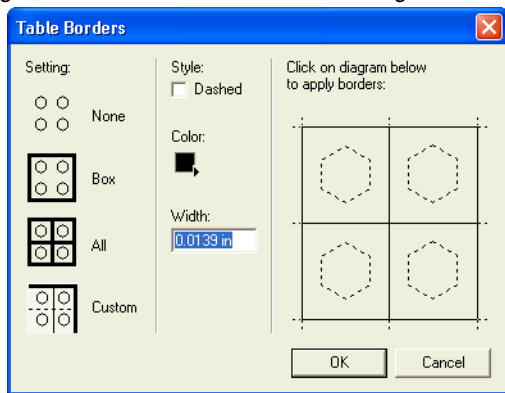 Table Borders
Setting:
None
Box
All
Custom
Style:
Dashed
Color:
Width:
0.0139 in
Click on diagram below
to apply borders:
OK
Cancel